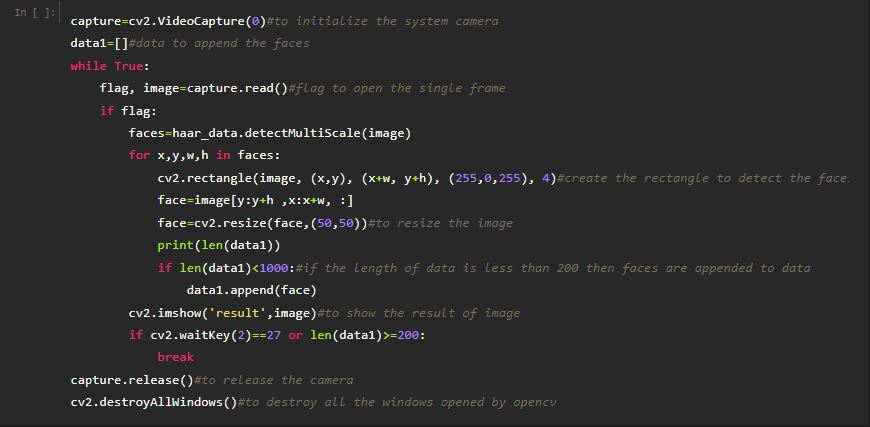 In [ ]:
capture=cv2.VideoCapture(0)#to initialize the system camera
data1=[]#data to append the faces
while True:
    flag, image=capture.read()#flag to open the single frame
    if flag:
        faces=haar_data.detectMultiScale(image)
        for x,y,w,h in faces:
            cv2.rectangle(image, (x,y), (x+w, y+h), (255,0,255), 4)#create the rectangle to detect the face.
            face=image[y:y+h ,x:x+w, :]
            face=cv2.resize(face,(50,50))#to resize the image
            print(len(data1))
            if len(data1)<1000:#if the length of data is less than 200 then faces are appended to data
                data1.append(face)
        cv2.imshow('result',image)#to show the result of image
        if cv2.waitKey(2)==27 or len(data1)>=200:
            break
capture.release()#to release the camera
cv2.destroyAllWindows()#to destroy all the windows opened by opencv